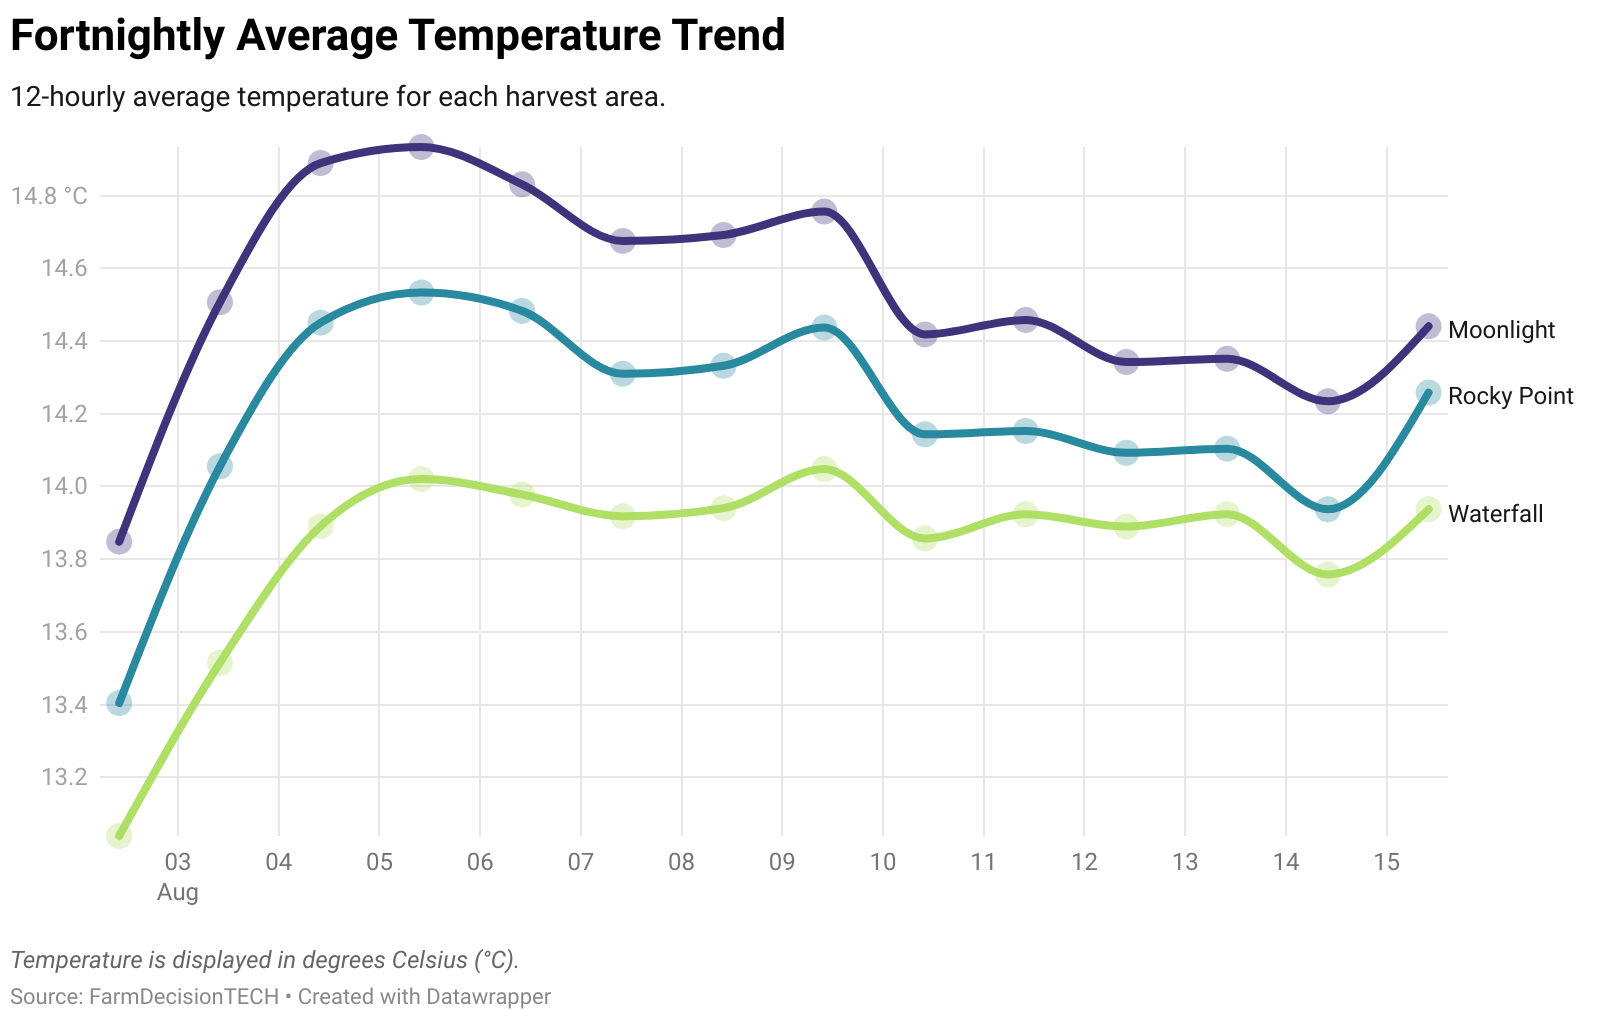 Fortnightly Average Temperature Trend
12-hourly average temperature for each harvest area.
14.8 °C
14.6
14.4
14.2
14.0
13.8
13.6
13.4
13.2
Moonlight
Rocky Point
Waterfall
03 04 05 06 07 08 09 10 11 12 13 14 15
Aug
Temperature is displayed in degrees Celsius (°C).
Source: FarmDecisionTECH • Created with Datawrapper